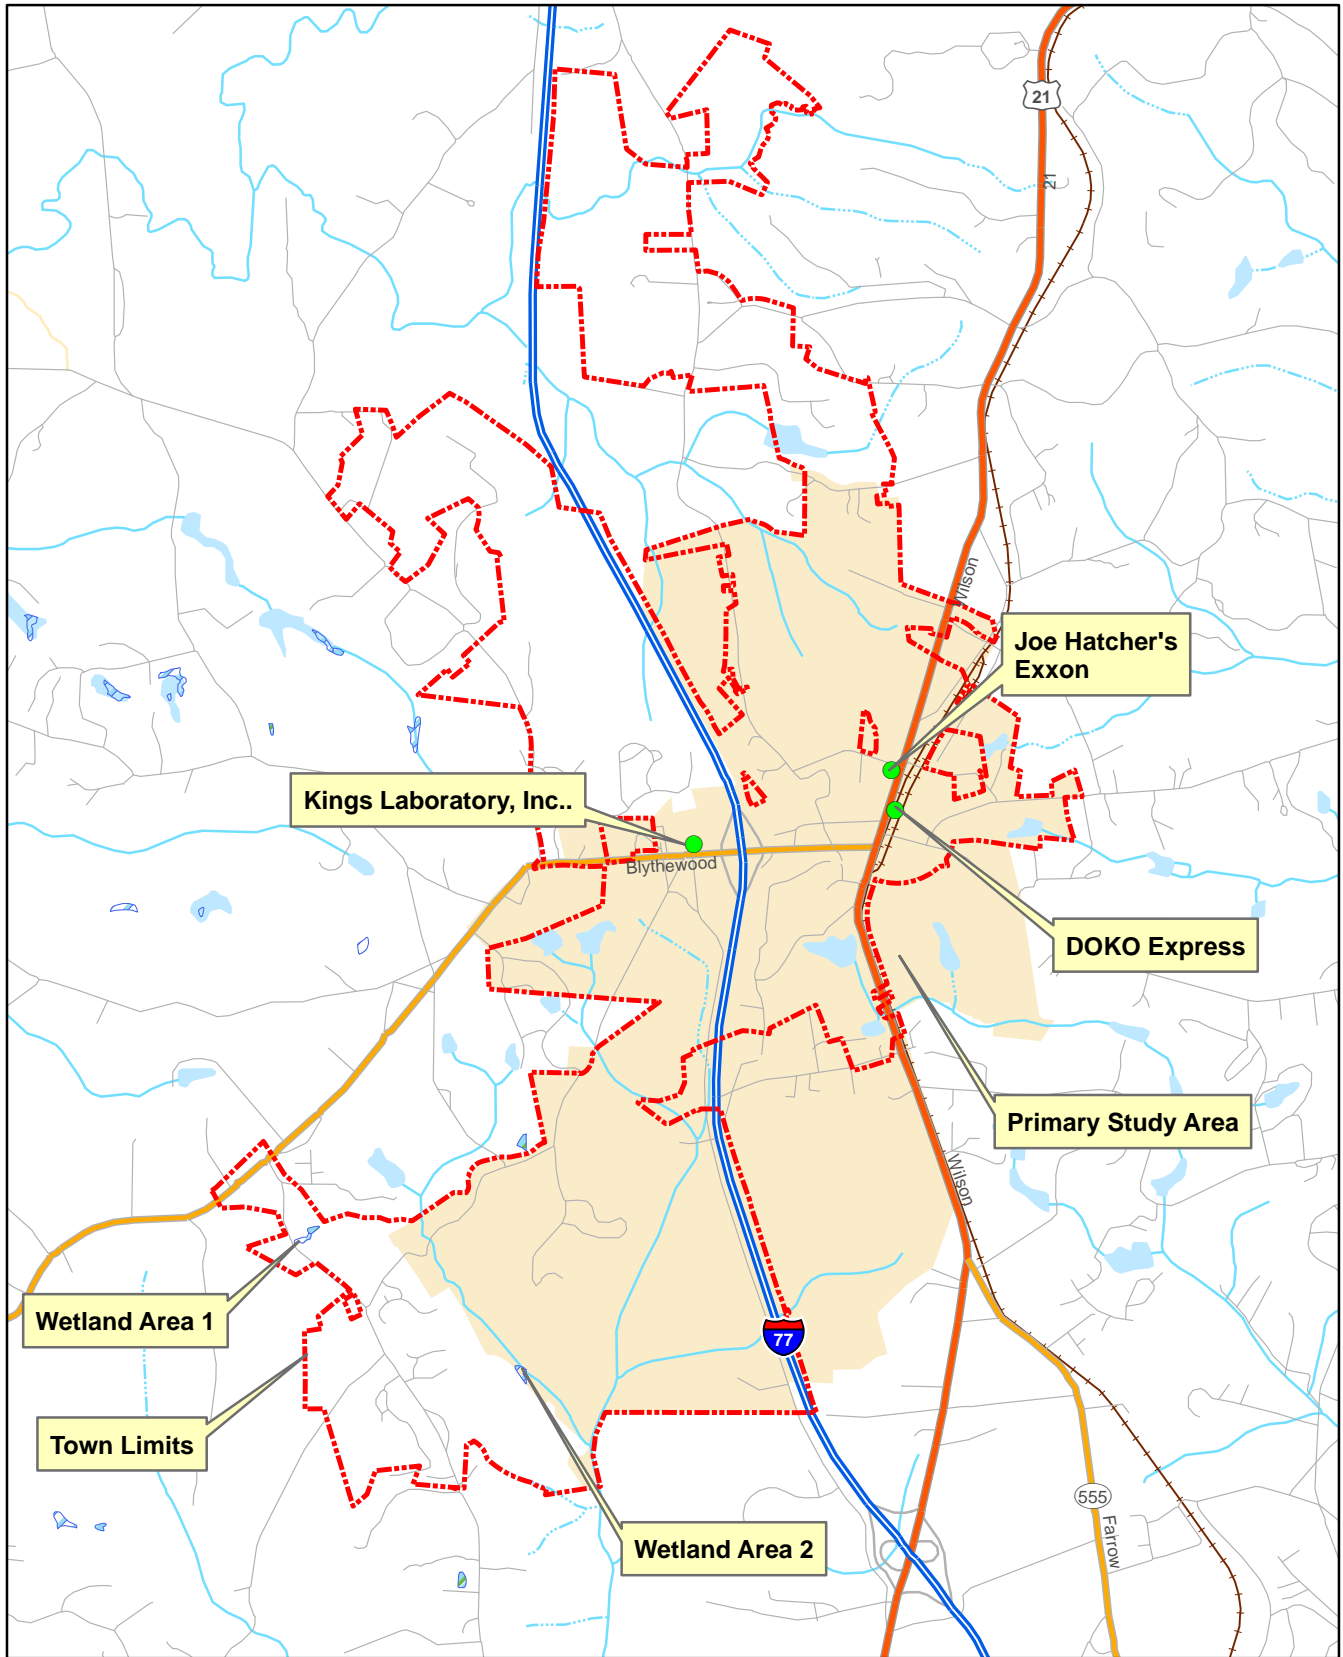 21
21
Wilson
Joe Hatcher's
Exxon
Kings Laboratory, Inc..
Blythewood
DOKO Express
Primary Study Area
Wilson
Wetland Area 1
77
Town Limits
555
Farrow
Wetland Area 2